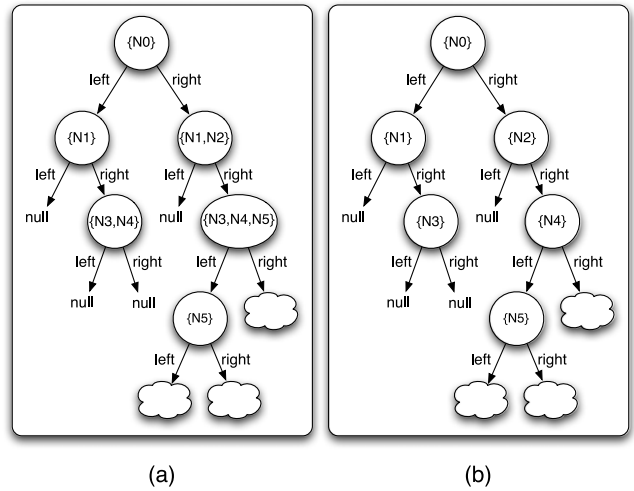 {N0}
left right
{N1} {N1,N2}
left right left right
null {N3,N4} null {N3,N4,N5}
left right left right
null null
{N5}
left right
(a)
{N0}
left right
{N1} {N2}
left right left right
null {N3} null {N4}
left right left right
null null
{N5}
left right
(b)